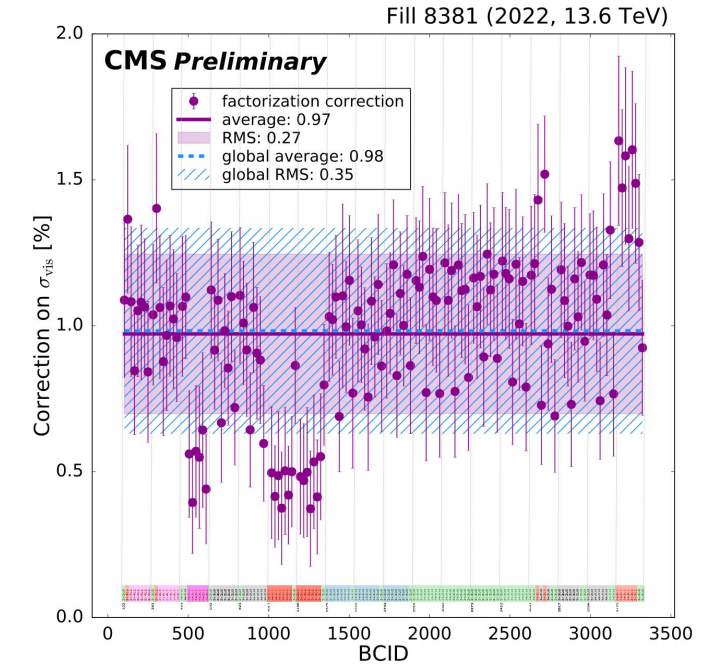 Fill 8381 (2022, 13.6 TeV)
CMS Preliminary
factorization correction
average: 0.97
RMS: 0.27
global average: 0.98
global RMS: 0.35
Correction on σvis [%]
2.0
1.5
1.0
0.5
0.0
0 500 1000 1500 2000 2500 3000 3500
BCID